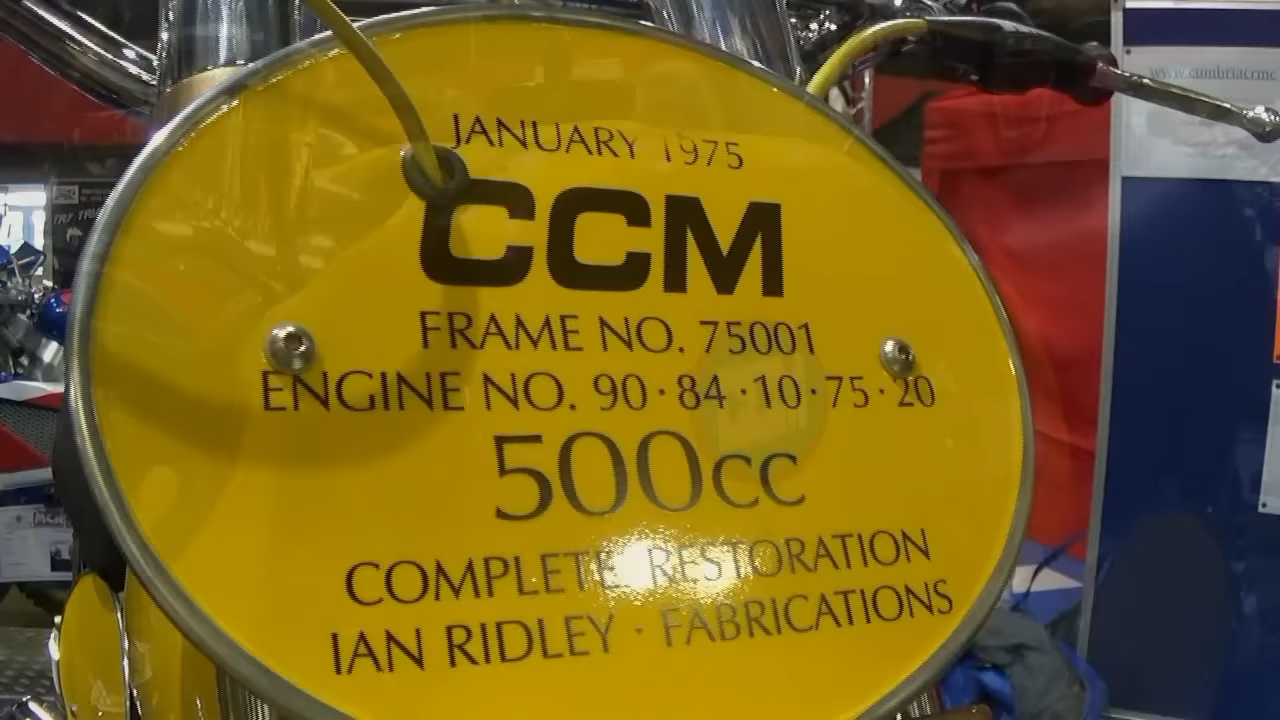 JANUARY 1975
CCM
FRAME NO. 75001
ENGINE NO. 90·84·10·75·20
500CC
COMPLETE RESTORATION
IAN RIDLEY · FABRICATIONS